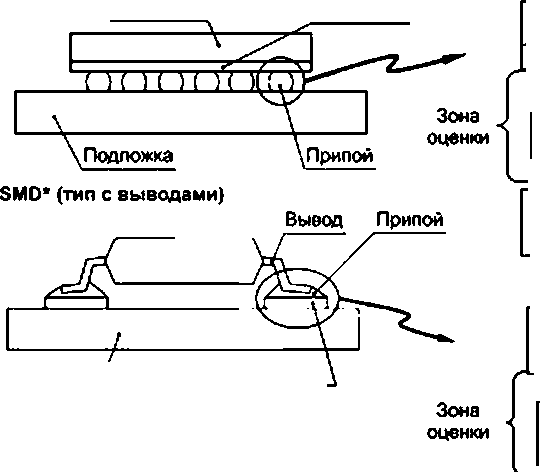 Зона
оценки
Подложка
Припой
SMD* (тип с выводами)
Вывод
Припой
Зона
оценки